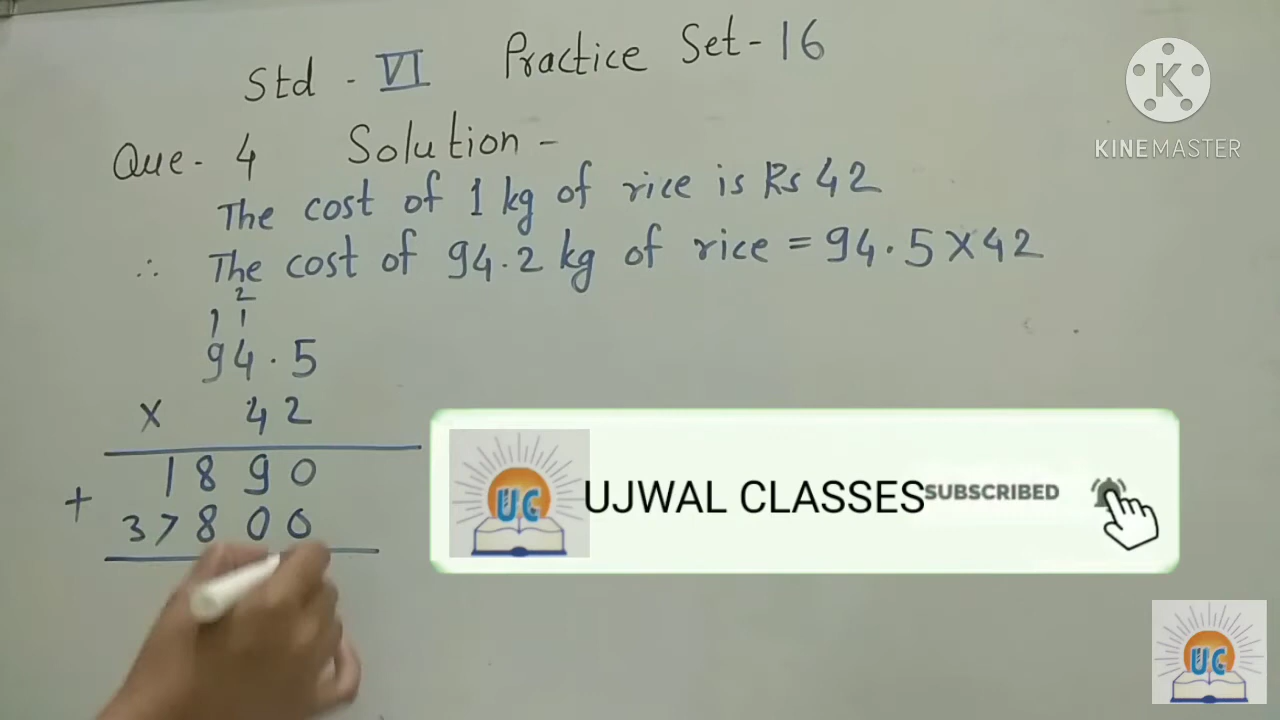 Std - VI Practice Set - 16
KINEMASTER
Que - 4 Solution -
The cost of 1 kg of rice is Rs 42
∴ The cost of 94.2 kg of rice = 94.5 X 42
2
1 1
94.5
X 42
1890
+ 37800
UC
UJWAL CLASSES SUBSCRIBED
UC